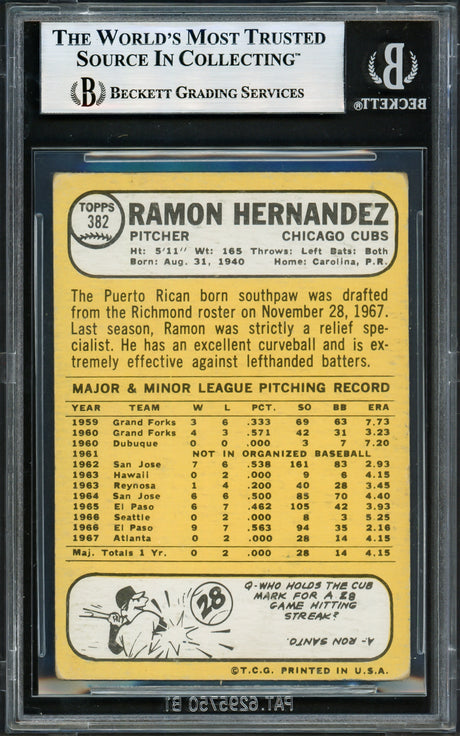 THE WORLD'S MOST TRUSTED
SOURCE IN COLLECTING™
BECKETT GRADING SERVICES
BECKETT®
TOPPS
382
RAMON HERNANDEZ
PITCHER CHICAGO CUBS
Ht: 5'11" Wt: 165 Throws: Left Bats: Both
Born: Aug. 31, 1940 Home: Carolina, P.R.
The Puerto Rican born southpaw was drafted
from the Richmond roster on November 28, 1967.
Last season, Ramon was strictly a relief spe-
cialist. He has an excellent curveball and is ex-
tremely effective against lefthanded batters.
MAJOR & MINOR LEAGUE PITCHING RECORD
YEAR TEAM W L PCT. SO BB ERA
1959 Grand Forks 3 6 .333 69 63 7.73
1960 Grand Forks 4 3 .571 42 31 3.23
1960 Dubuque 0 0 .000 3 7 7.20
1961 NOT IN ORGANIZED BASEBALL
1962 San Jose 7 6 .538 161 83 2.93
1963 Hawaii 0 2 .000 9 6 4.15
1963 Reynosa 1 4 .200 40 28 3.45
1964 San Jose 6 6 .500 85 70 4.40
1965 El Paso 6 7 .462 105 42 3.93
1966 Seattle 0 2 .000 8 3 5.25
1966 El Paso 9 7 .563 94 35 2.16
1967 Atlanta 0 2 .000 28 14 4.15
Maj. Totals 1 Yr. 0 2 .000 28 14 4.15
28
Q-WHO HOLDS THE CUB
MARK FOR A 28
GAME HITTING
STREAK?
A- RON SANTO.
©T.C.G. PRINTED IN U.S.A.
PAT. 6295750 B1